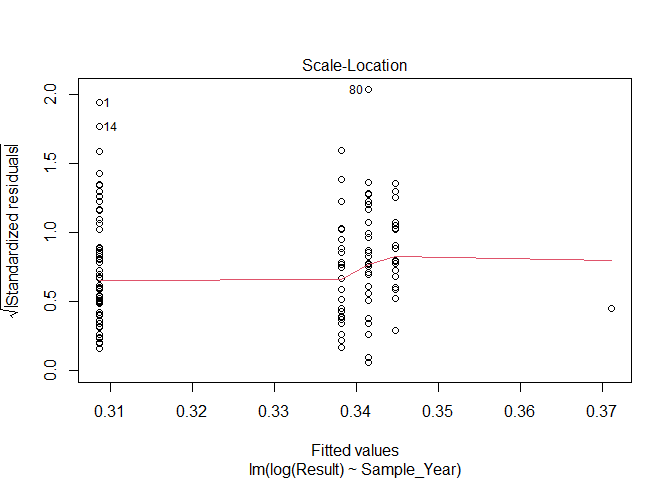 Scale-Location
√|Standardized residuals|
2.0
1.5
1.0
0.5
0.0
1
14
80
0.31 0.32 0.33 0.34 0.35 0.36 0.37
Fitted values
lm(log(Result) ~ Sample_Year)